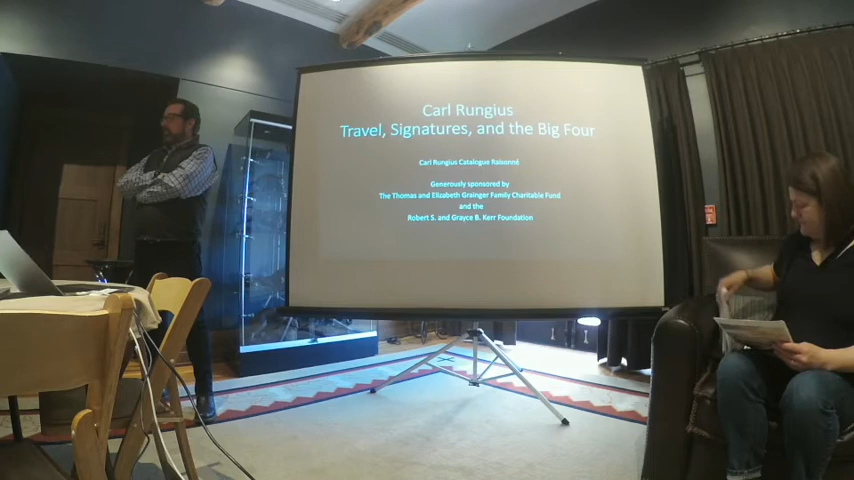 Carl Rungius
Travel, Signatures, and the Big Four
Carl Rungius Catalogue Raisonné
Generously sponsored by
The Thomas and Elizabeth Grainger Family Charitable Fund
and the
Robert S. and Grayce B. Kerr Foundation